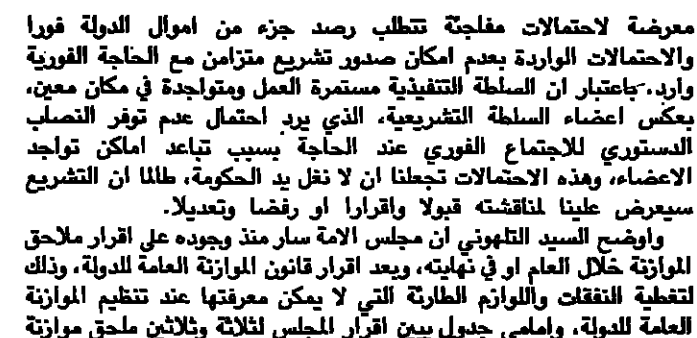 معرضة لاحتمالات مفاجئة تتطلب رصد جزء من اموال الدولة فورا
والاحتمالات الواردة بعدم امكان صدور تشريع متزامن مع الحاجة الفورية
وارد، باعتبار ان السلطة التنفيذية مستمرة العمل ومتواجدة في مكان معين،
بعكس اعضاء السلطة التشريعية، الذي يرد احتمال عدم توفر النصاب
الدستوري للاجتماع الفوري عند الحاجة بسبب تباعد اماكن تواجد
الاعضاء، وهذه الاحتمالات تجعلنا ان لا نغل يد الحكومة، طالما ان التشريع
سيعرض علينا لمناقشته قبولا واقرارا او رفضا وتعديلا.
واوضح السيد التلهوني ان مجلس الامة سار منذ وجوده على اقرار ملاحق
للموازنة خلال العام او في نهايته، وبعد اقرار قانون الموازنة العامة للدولة، وذلك
لتغطية النفقات واللوازم الطارئة التي لا يمكن معرفتها عند تنظيم الموازنة
العامة للدولة، وامامي جدول يبين اقرار المجلس لثلاثة وثلاثين ملحق موازنة